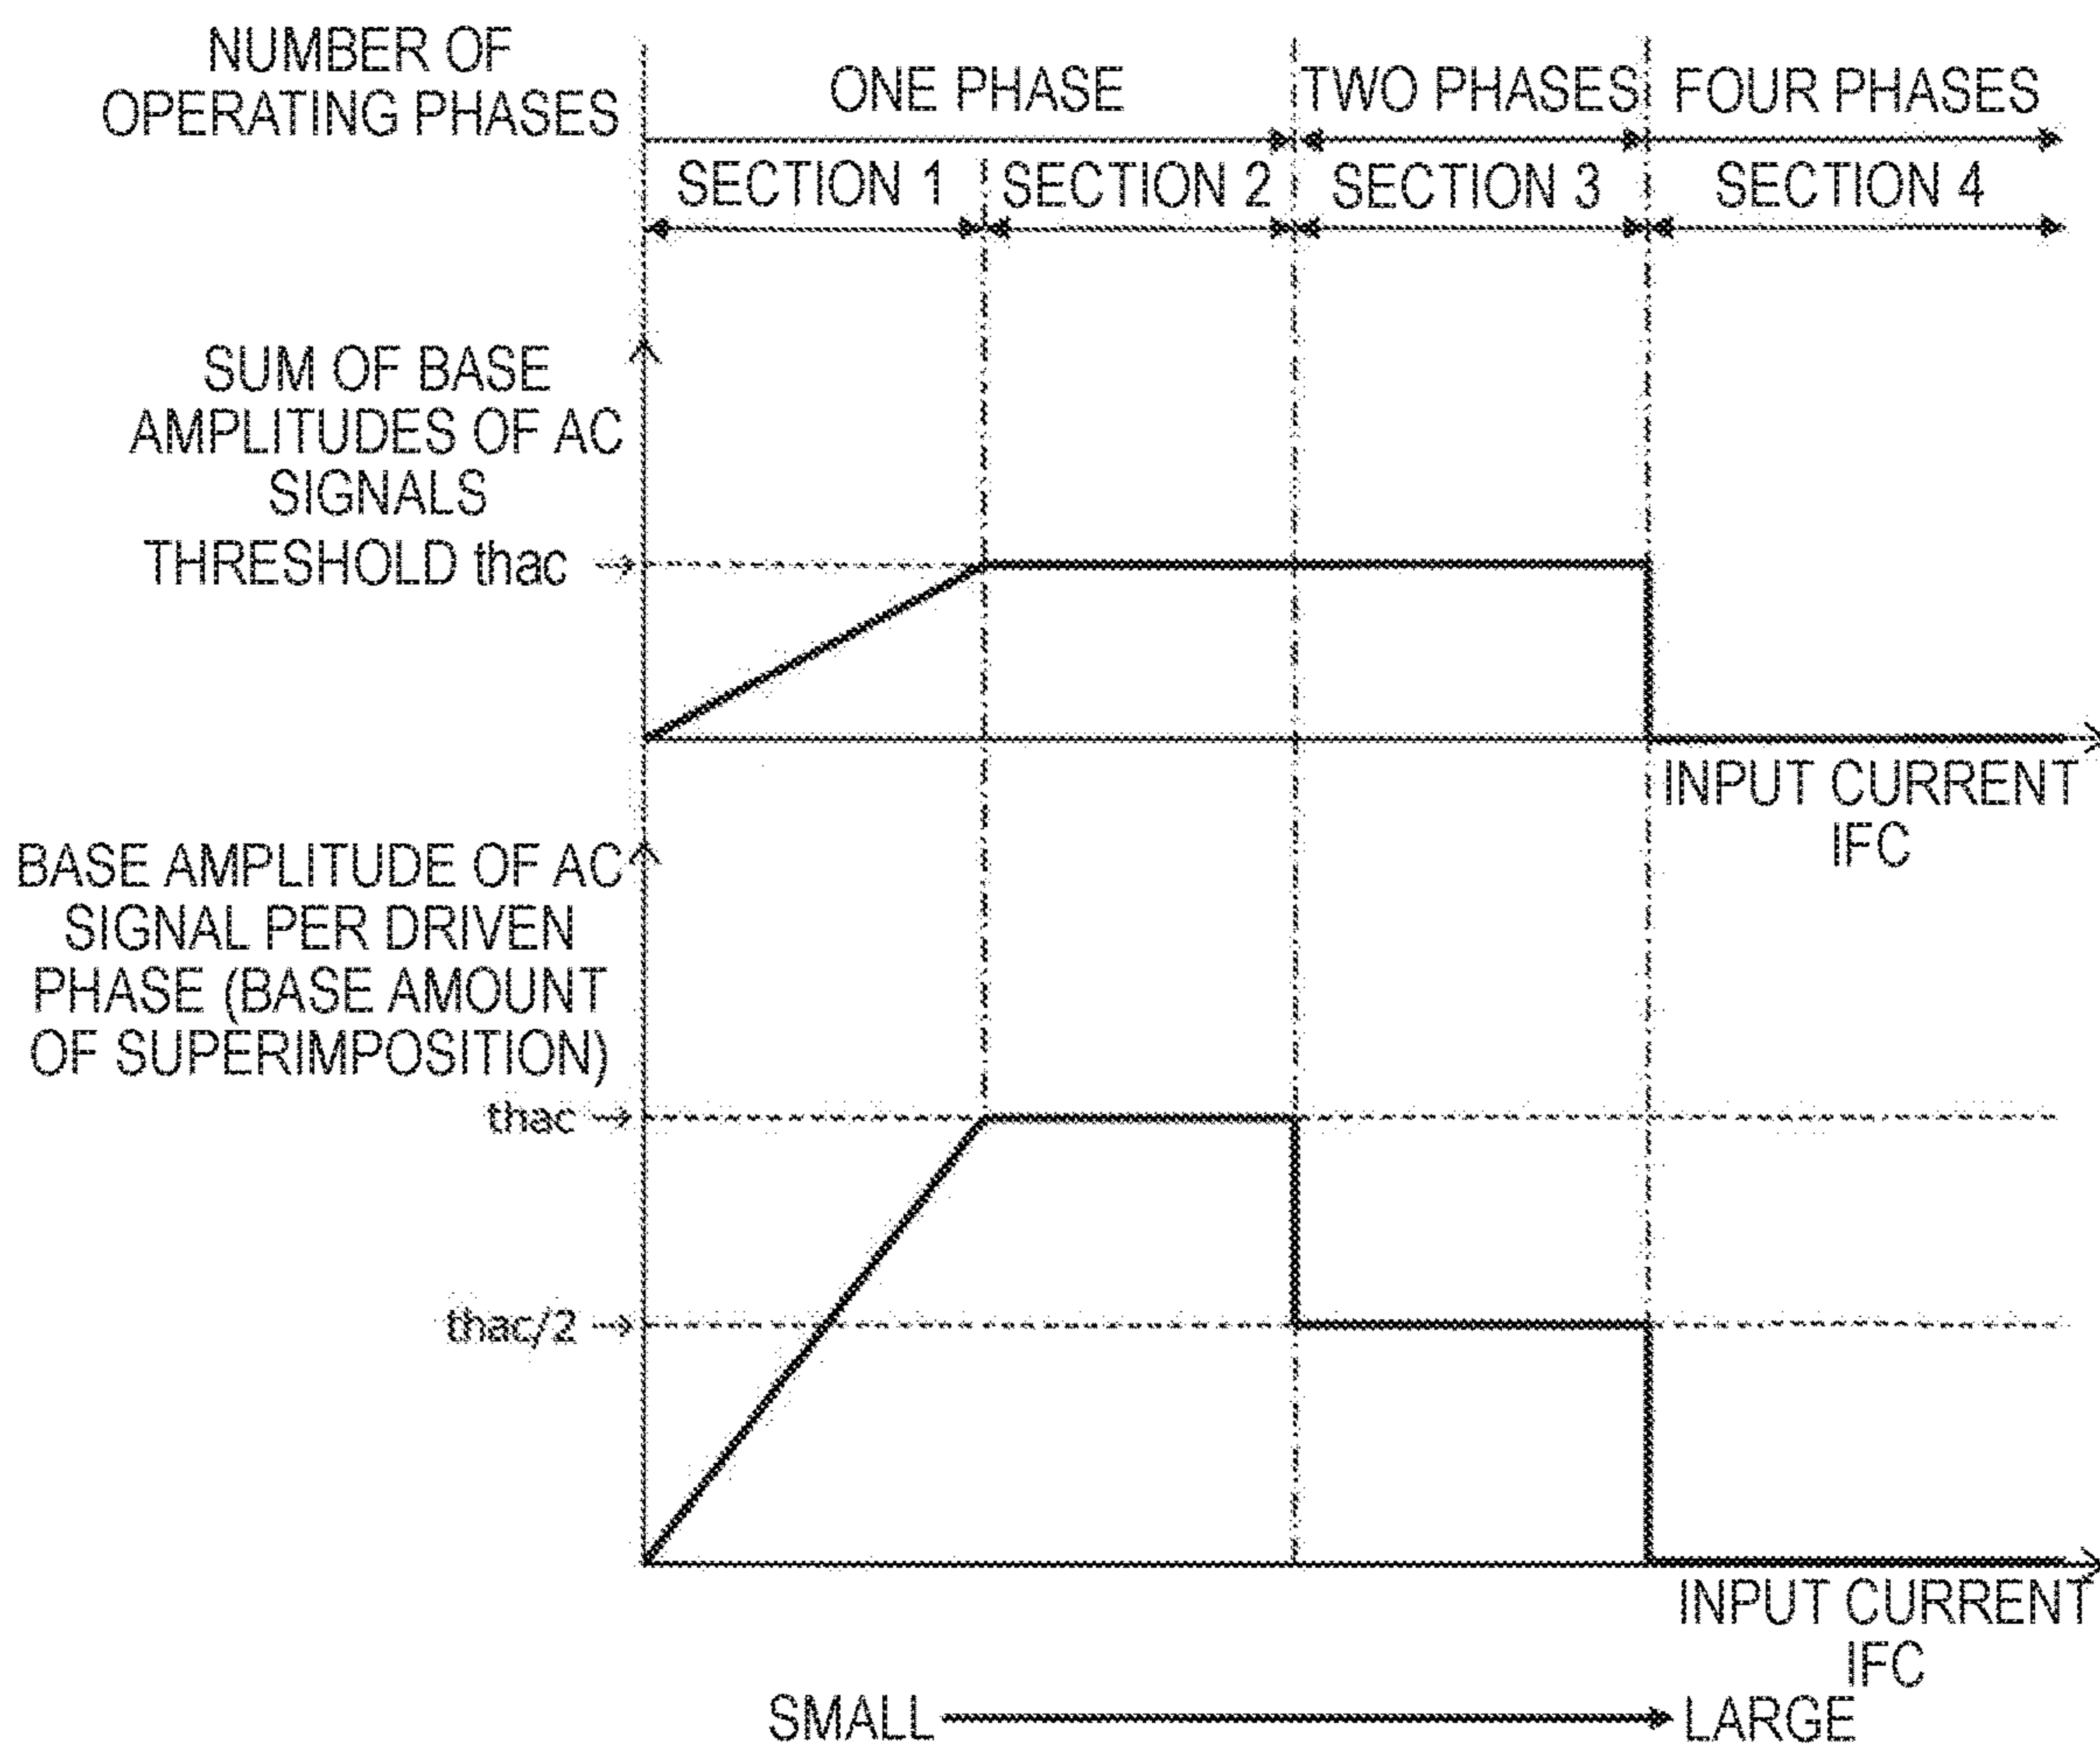 NUMBER OF
OPERATING PHASES
ONE PHASE
TWO PHASES
FOUR PHASES
SECTION 1
SECTION 2
SECTION 3
SECTION 4
SUM OF BASE
AMPLITUDES OF AC
SIGNALS
THRESHOLD thac
INPUT CURRENT
IFC
BASE AMPLITUDE OF AC
SIGNAL PER DRIVEN
PHASE (BASE AMOUNT
OF SUPERIMPOSITION)
thac
thac/2
INPUT CURRENT
IFC
SMALL
LARGE